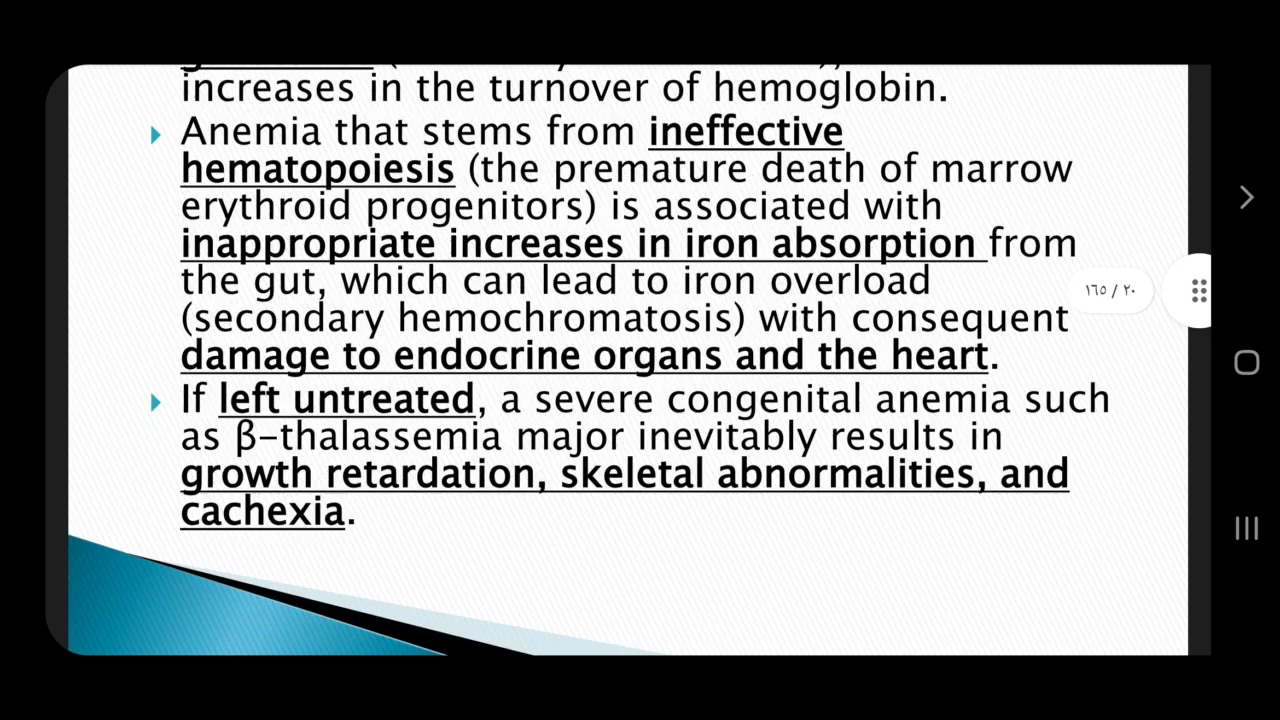 increases in the turnover of hemoglobin.
Anemia that stems from ineffective
hematopoiesis (the premature death of marrow
erythroid progenitors) is associated with
inappropriate increases in iron absorption from
the gut, which can lead to iron overload
(secondary hemochromatosis) with consequent
damage to endocrine organs and the heart.
If left untreated, a severe congenital anemia such
as β-thalassemia major inevitably results in
growth retardation, skeletal abnormalities, and
cachexia.
١٦٥ / ٢٠